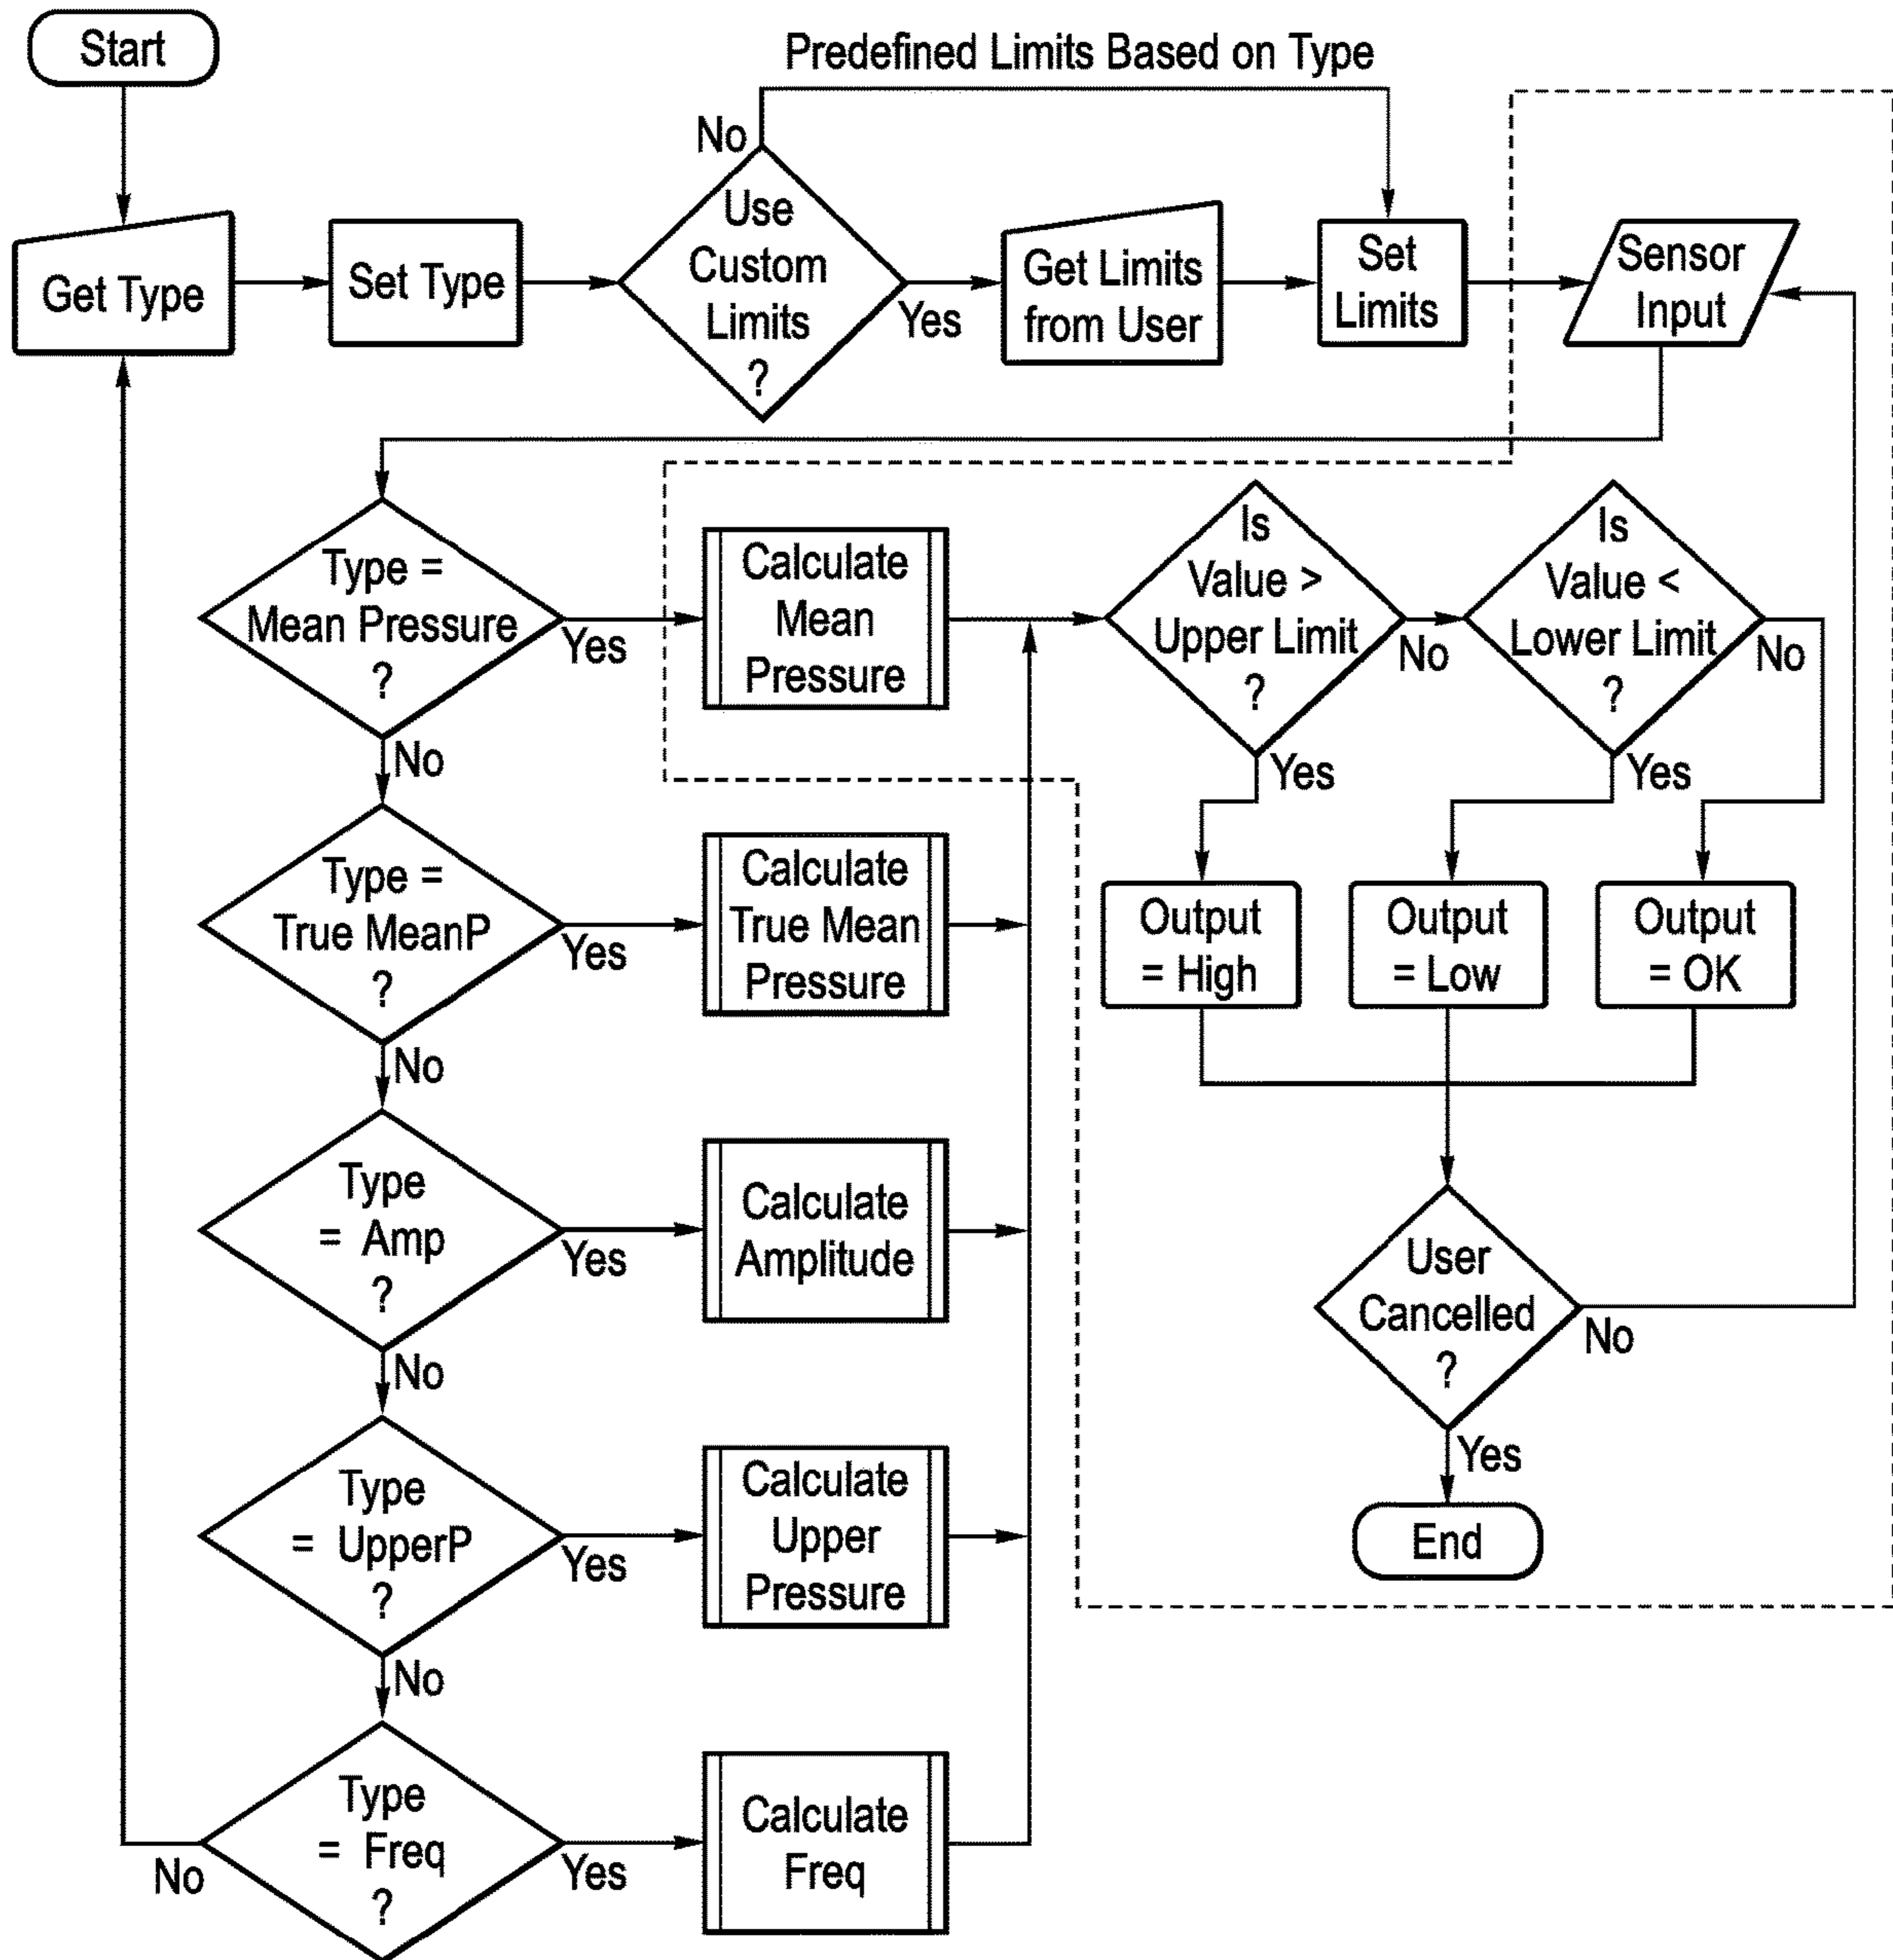 Start
Predefined Limits Based on Type
No
Get Type
Set Type
Use
Custom
Limits
?
Yes
Get Limits
from User
Set
Limits
Sensor
Input
Type =
Mean Pressure
?
Yes
No
Calculate
Mean
Pressure
Is
Value >
Upper Limit
?
No
Yes
Is
Value <
Lower Limit
?
No
Yes
Type =
True MeanP
?
Yes
No
Calculate
True Mean
Pressure
Output
= High
Output
= Low
Output
= OK
Type
= Amp
?
Yes
No
Calculate
Amplitude
User
Cancelled
?
No
Yes
End
Type
= UpperP
?
Yes
No
Calculate
Upper
Pressure
Type
= Freq
?
No
Yes
Calculate
Freq